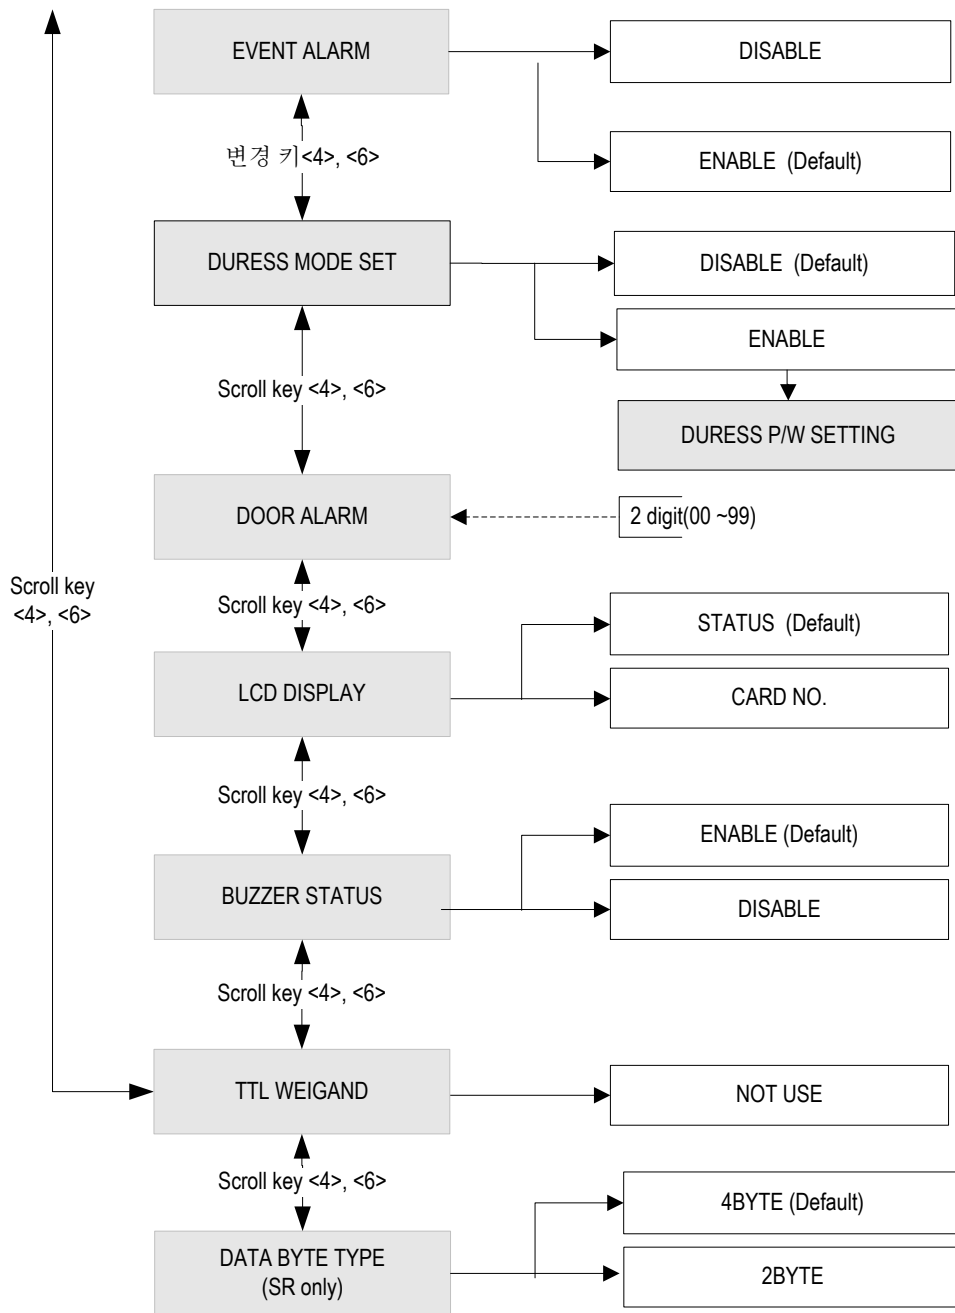 EVENT ALARM
DISABLE
변경 키<4>, <6>
ENABLE (Default)
DURESS MODE SET
DISABLE (Default)
ENABLE
Scroll key <4>, <6>
DURESS P/W SETTING
DOOR ALARM
2 digit(00 ~99)
Scroll key
<4>, <6>
Scroll key <4>, <6>
STATUS (Default)
LCD DISPLAY
CARD NO.
Scroll key <4>, <6>
ENABLE (Default)
BUZZER STATUS
DISABLE
Scroll key <4>, <6>
TTL WEIGAND
NOT USE
Scroll key <4>, <6>
4BYTE (Default)
DATA BYTE TYPE
(SR only)
2BYTE